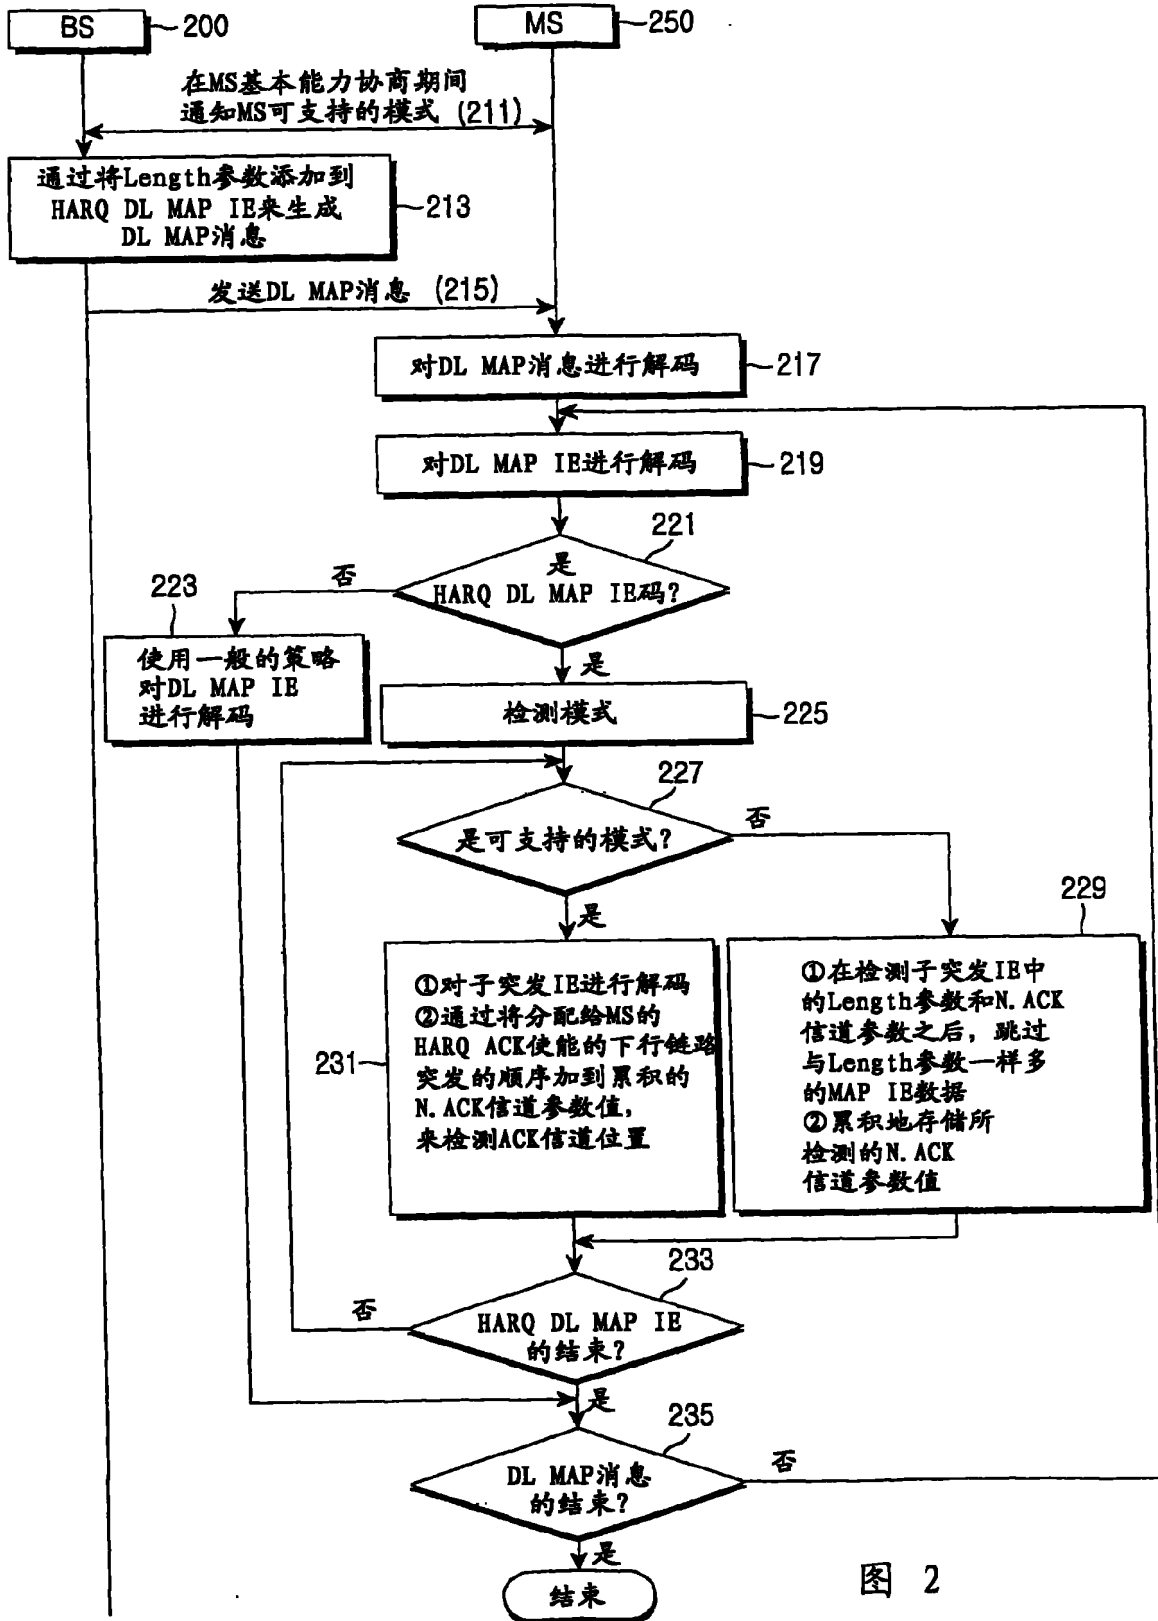 BS
200
MS
250
在MS基本能力协商期间
通知MS可支持的模式 (211)
通过将Length参数添加到
HARQ DL MAP IE来生成
DL MAP消息
213
发送DL MAP消息 (215)
对DL MAP消息进行解码
217
对DL MAP IE进行解码
219
221
是
HARQ DL MAP IE码?
否
223
使用一般的策略
对DL MAP IE
进行解码
是
检测模式
225
227
是可支持的模式?
否
是
229
①对子突发IE进行解码
②通过将分配给MS的
HARQ ACK使能的下行链路
突发的顺序加到累积的
N.ACK信道参数值,
来检测ACK信道位置
231
①在检测子突发IE中
的Length参数和N.ACK
信道参数之后, 跳过
与Length参数一样多
的MAP IE数据
②累积地存储所
检测的N.ACK
信道参数值
233
否
HARQ DL MAP IE
的结束?
是
235
DL MAP消息
的结束?
否
是
结束
图 2